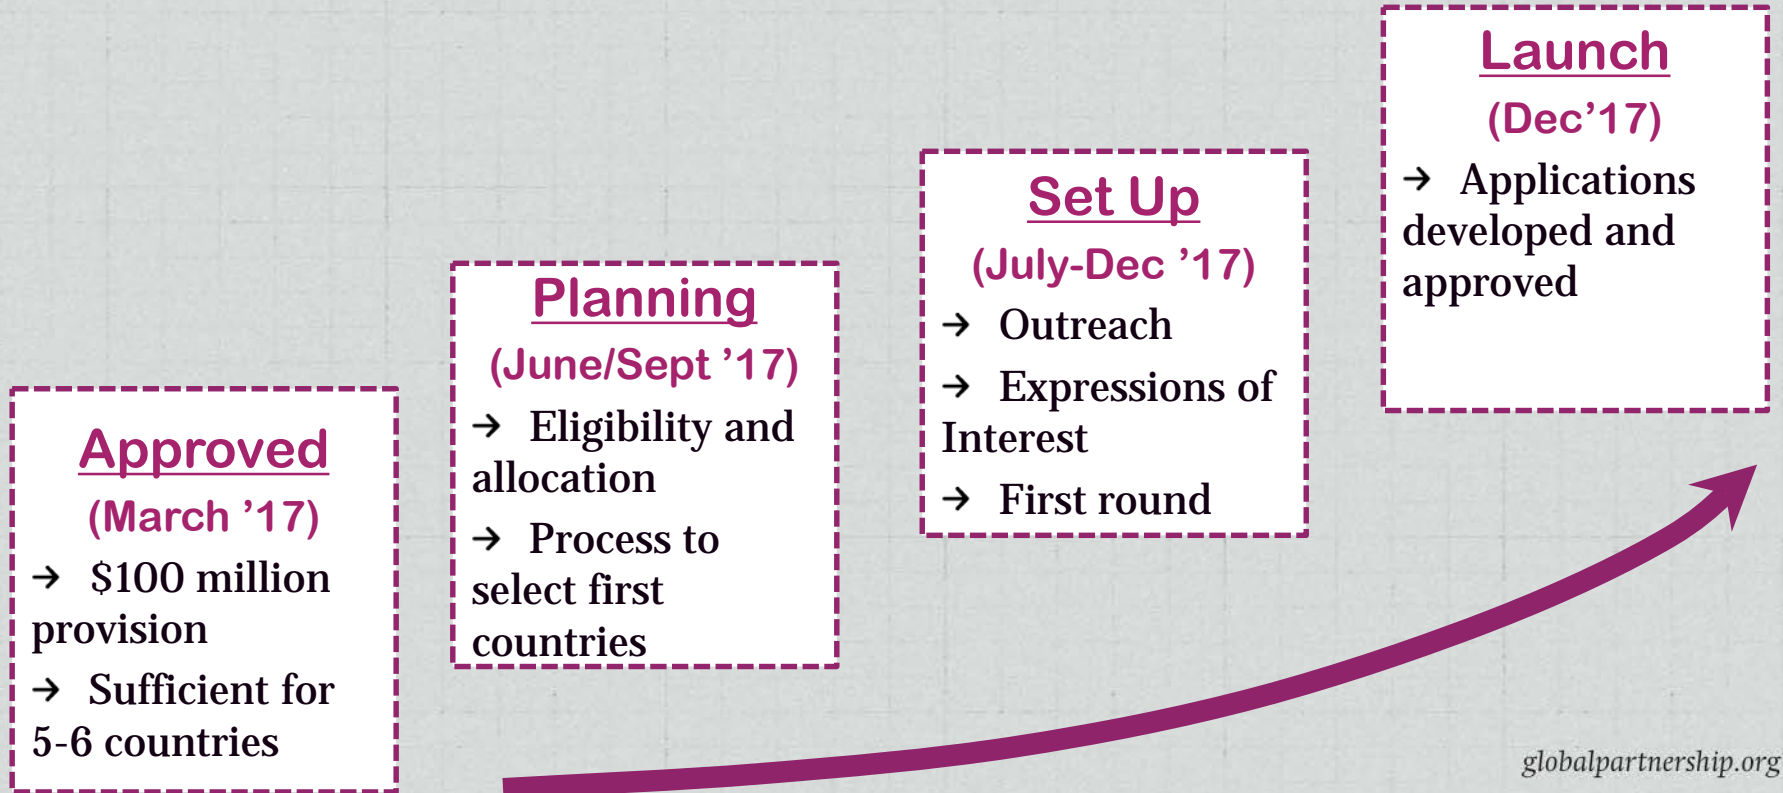 Approved
(March ’17)
→ $100 million
provision
→ Sufficient for
5-6 countries
Planning
(June/Sept ’17)
→ Eligibility and
allocation
→ Process to
select first
countries
Set Up
(July-Dec ’17)
→ Outreach
→ Expressions of
Interest
→ First round
Launch
(Dec’17)
→ Applications
developed and
approved
globalpartnership.org